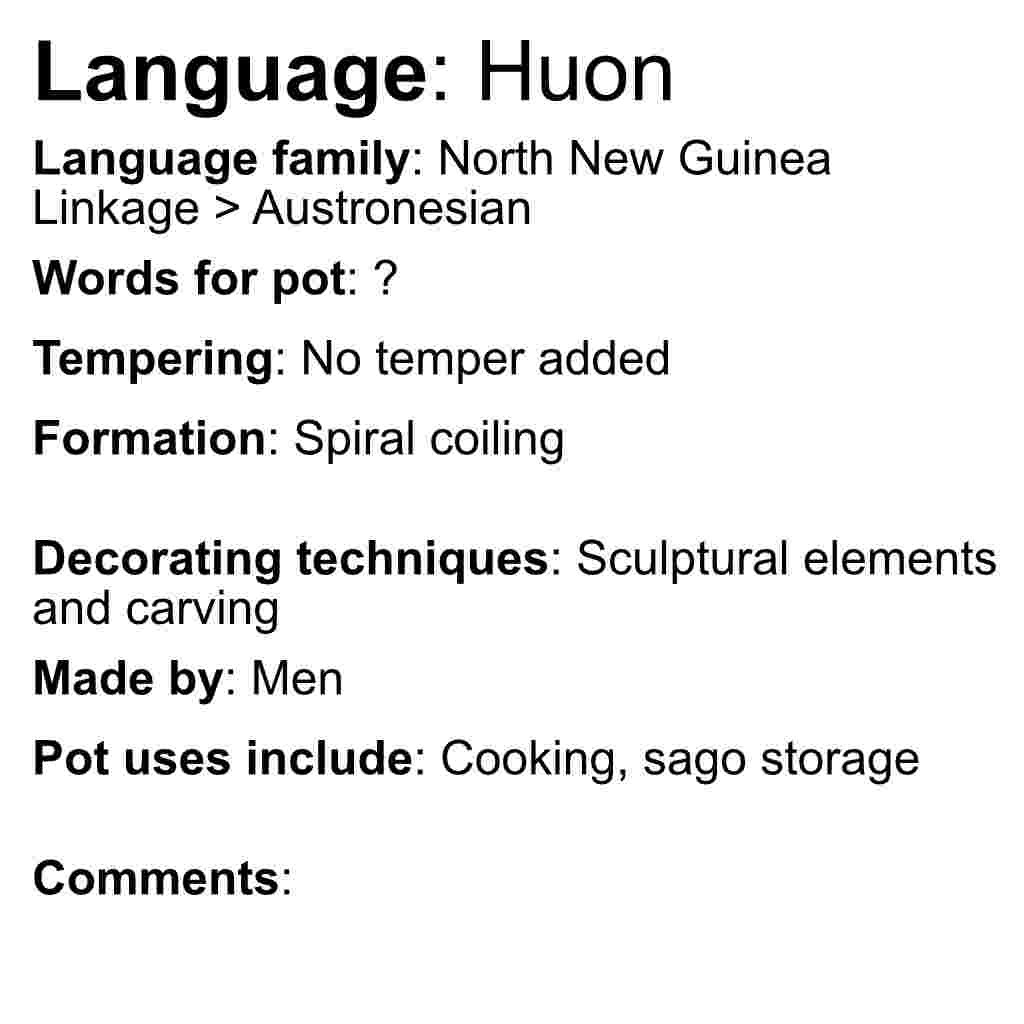 Language: Huon
Language family: North New Guinea
Linkage > Austronesian
Words for pot: ?
Tempering: No temper added
Formation: Spiral coiling
Decorating techniques: Sculptural elements
and carving
Made by: Men
Pot uses include: Cooking, sago storage
Comments: